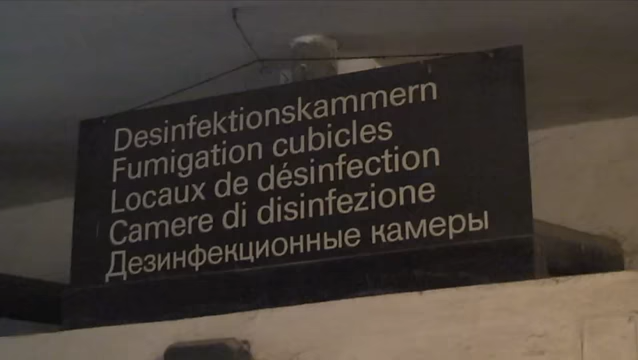 Desinfektionskammern
Fumigation cubicles
Locaux de désinfection
Camere di disinfezione
Дезинфекционные камеры